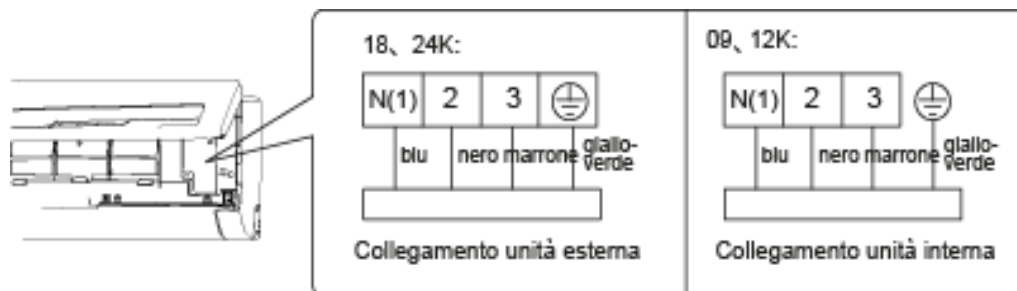 18、24K:
N(1) 2 3
blu nero marrone giallo-
verde
Collegamento unità esterna
09、12K:
N(1) 2 3
blu nero marrone giallo-
verde
Collegamento unità interna